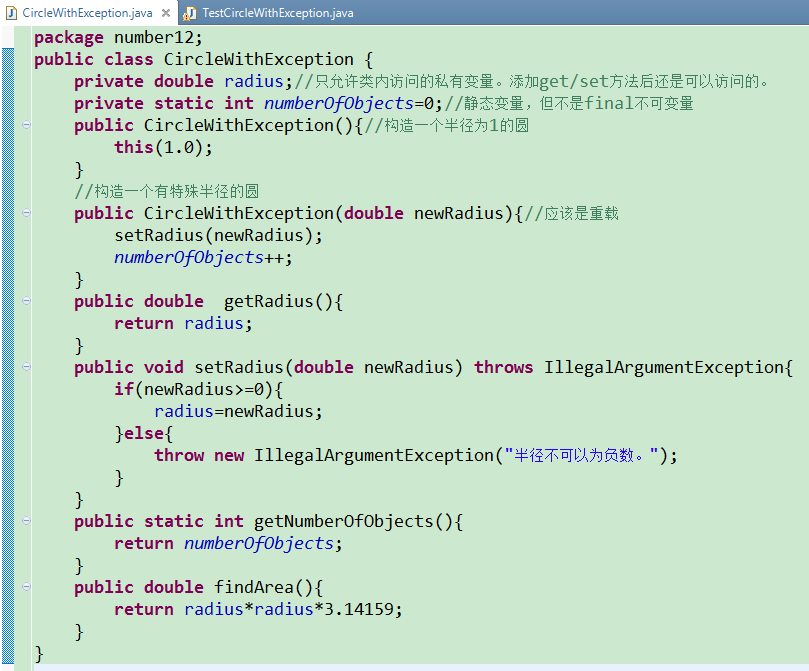 CircleWithException.java TestCircleWithException.java
package number12;
public class CircleWithException {
    private double radius;//只允许类内访问的私有变量。添加get/set方法后还是可以访问的。
    private static int numberOfObjects=0;//静态变量，但不是final不可变量
    public CircleWithException(){//构造一个半径为1的圆
        this(1.0);
    }
    //构造一个有特殊半径的圆
    public CircleWithException(double newRadius){//应该是重载
        setRadius(newRadius);
        numberOfObjects++;
    }
    public double  getRadius(){
        return radius;
    }
    public void setRadius(double newRadius) throws IllegalArgumentException{
        if(newRadius>=0){
            radius=newRadius;
        }else{
            throw new IllegalArgumentException("半径不可以为负数。");
        }
    }
    public static int getNumberOfObjects(){
        return numberOfObjects;
    }
    public double findArea(){
        return radius*radius*3.14159;
    }
}